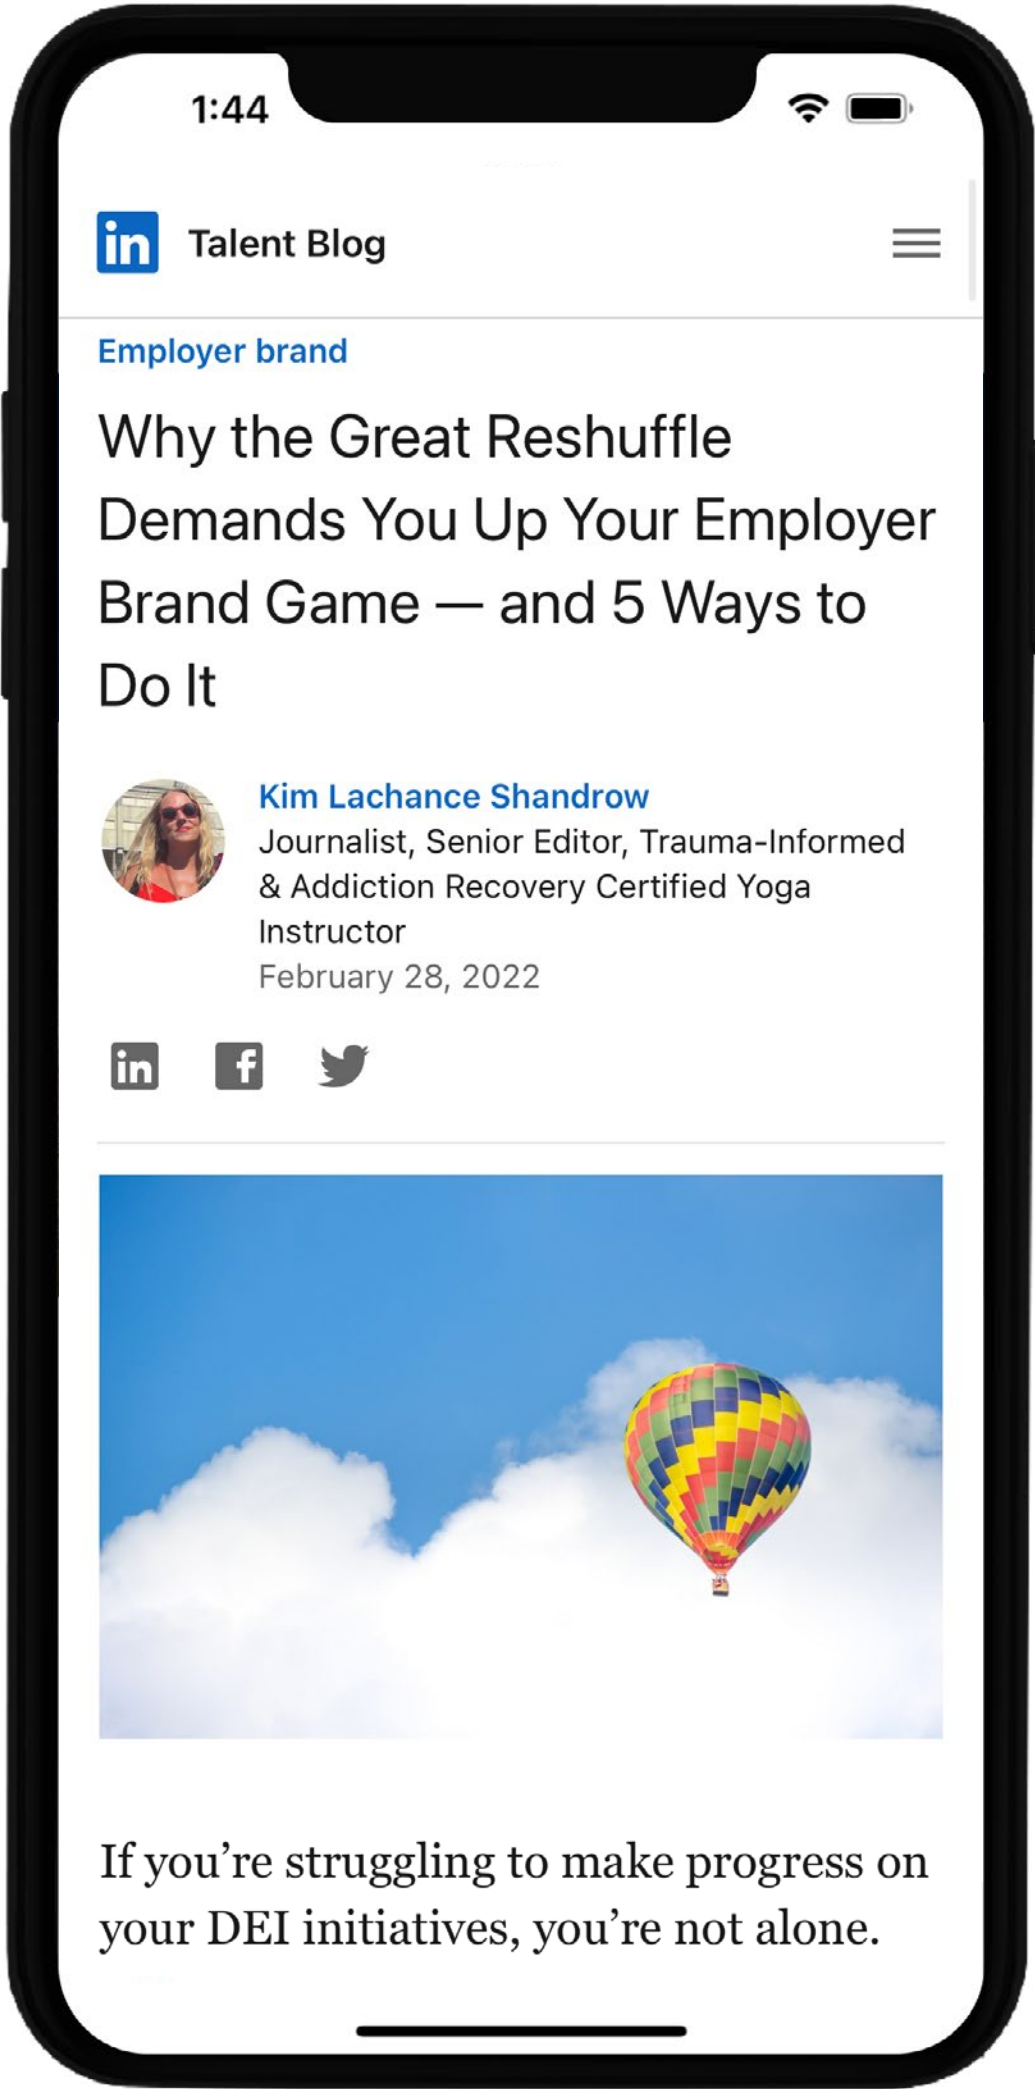 1:44
in Talent Blog
Employer brand
Why the Great Reshuffle
Demands You Up Your Employer
Brand Game — and 5 Ways to
Do It
Kim Lachance Shandrow
Journalist, Senior Editor, Trauma-Informed
& Addiction Recovery Certified Yoga
Instructor
February 28, 2022
in f
If you’re struggling to make progress on
your DEI initiatives, you’re not alone.